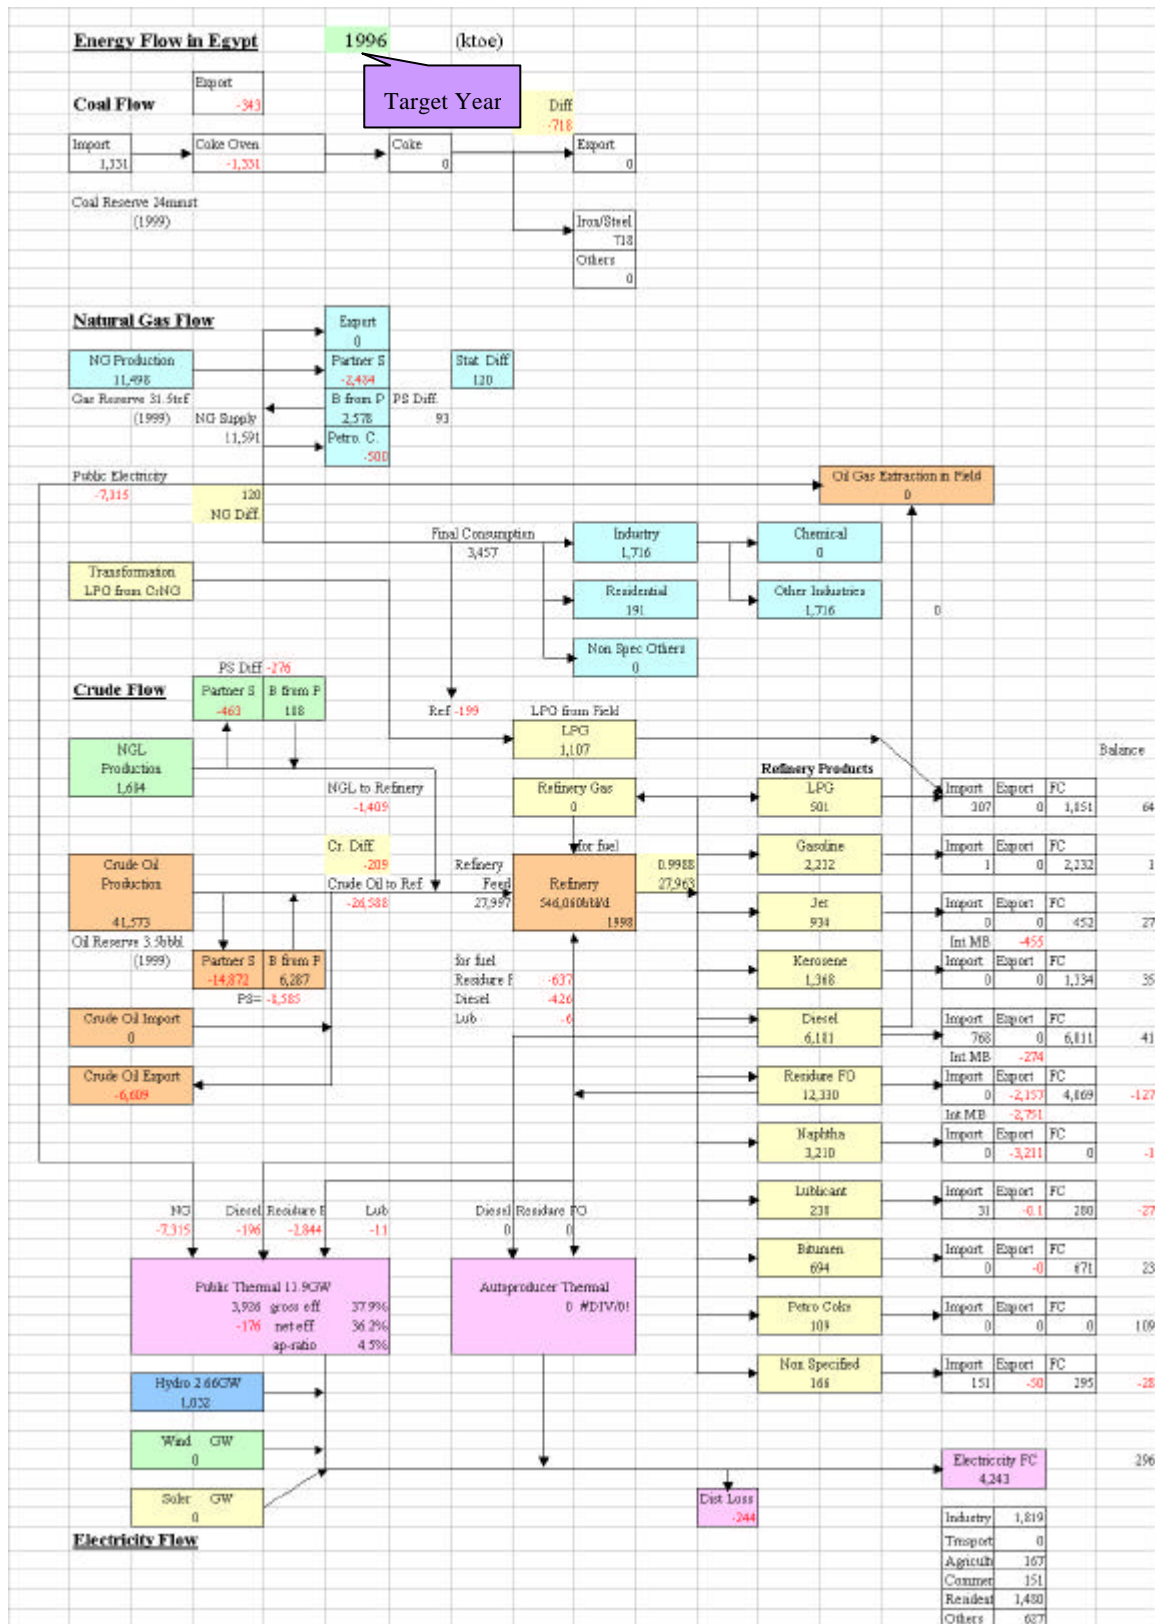 Energy Flow in Egypt 1996 (ktoe)
Target Year
Export
-343
Coal Flow
Diff
-718
Import Coke Oven Coke Export
1,331 -1,331 0 0
Coal Reserve 24mmst
(1999)
Iron/Steel
718
Others
0
Natural Gas Flow
Export
0
NG Production Partner S Stat. Diff
11,498 -2,484 120
Gas Reserve 31.5tcf B from P PS Diff.
(1999) NG Supply 2,578 93
11,591 Petro. C.
-500
Public Electricity Oil Gas Extraction in Field
-7,315 120 0
NG Diff.
Final Consumption Industry Chemical
3,457 1,716 0
Transformation
LPG from C:NG
Residential Other Industries
191 1,716 0
Non Spec Others
0
PS Diff -276
Crude Flow Partner S B from P
-463 188
Ref -199 LPG from Field
LPG
1,107
NGL
Production
1,684
Balance
Refinery Products
NGL to Refinery Refinery Gas LPG Import Export FC
-1,409 0 501 307 0 1,851 64
Cr. Diff for fuel Gasoline Import Export FC
-209 2,232 1 0 2,232 1
Crude Oil
Production
41,573
Refinery 0.9988
Crude Oil to Ref Feed Refinery 27,963
-26,588 27,997 546,060bbl/d
1998
Jet Import Export FC
934 0 0 452 27
Int MB -455
Oil Reserve 3.5bbbl
(1999) Partner S B from P
-14,872 6,287
PS= -1,585
for fuel
Residure F -637
Diesel -426
Lub -6
Kerosene Import Export FC
1,368 0 0 1,334 35
Crude Oil Import
0
Diesel Import Export FC
6,181 768 0 6,811 41
Int MB -274
Crude Oil Export
-6,609
Residure FO Import Export FC
12,330 0 -2,157 4,869 -127
Int MB -2,751
Naphtha Import Export FC
3,210 0 -3,211 0 -1
Lublicant Import Export FC
238 31 -0.1 280 -27
NG Diesel Residure F Lub Diesel Residure FO
-7,315 -196 -2,844 -11 0 0
Bitumen Import Export FC
694 0 -0 671 23
Public Thermal 13.9GW
3,926 gross eff 37.9%
-176 net eff 36.2%
ap-ratio 4.5%
Autoproducer Thermal
0 #DIV/0!
Petro Coke Import Export FC
109 0 0 0 109
Non Specified Import Export FC
166 151 -50 295 -28
Hydro 2.66GW
1,032
Wind GW
0
Soler GW
0
Electriccity FC
4,243 296
Dist Loss
-244
Electricity Flow
Industry 1,819
Trnsport 0
Agricult 167
Commer 151
Resident 1,480
Others 627